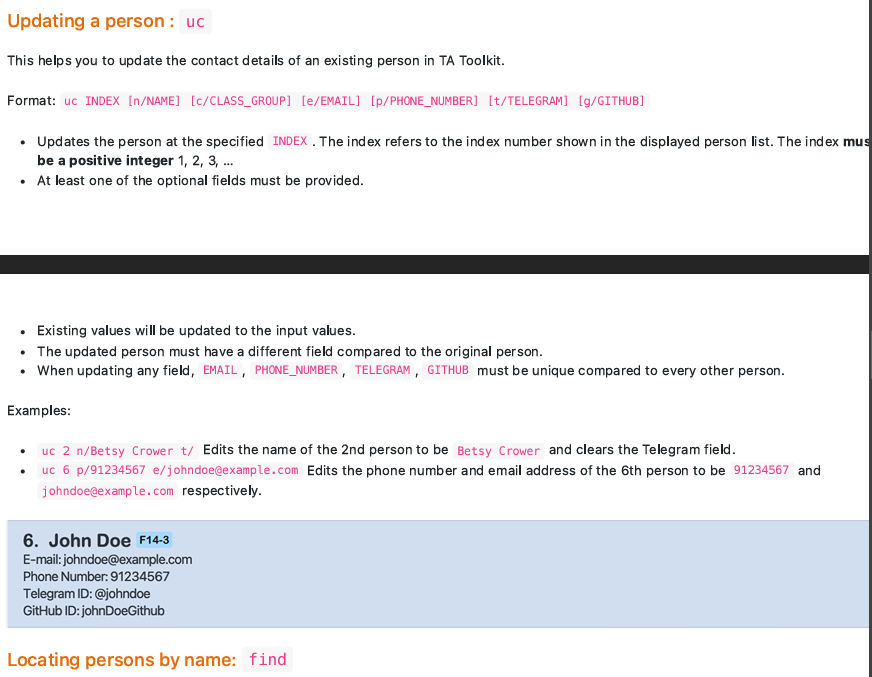 Updating a person : uc
This helps you to update the contact details of an existing person in TA Toolkit.
Format: uc INDEX [n/NAME] [c/CLASS_GROUP] [e/EMAIL] [p/PHONE_NUMBER] [t/TELEGRAM] [g/GITHUB]
• Updates the person at the specified INDEX . The index refers to the index number shown in the displayed person list. The index mus
be a positive integer 1, 2, 3, …
• At least one of the optional fields must be provided.
• Existing values will be updated to the input values.
• The updated person must have a different field compared to the original person.
• When updating any field, EMAIL , PHONE_NUMBER , TELEGRAM , GITHUB must be unique compared to every other person.
Examples:
• uc 2 n/Betsy Crower t/ Edits the name of the 2nd person to be Betsy Crower and clears the Telegram field.
• uc 6 p/91234567 e/johndoe@example.com Edits the phone number and email address of the 6th person to be 91234567 and
johndoe@example.com respectively.
6. John Doe F14-3
E-mail: johndoe@example.com
Phone Number: 91234567
Telegram ID: @johndoe
GitHub ID: johnDoeGithub
Locating persons by name: find